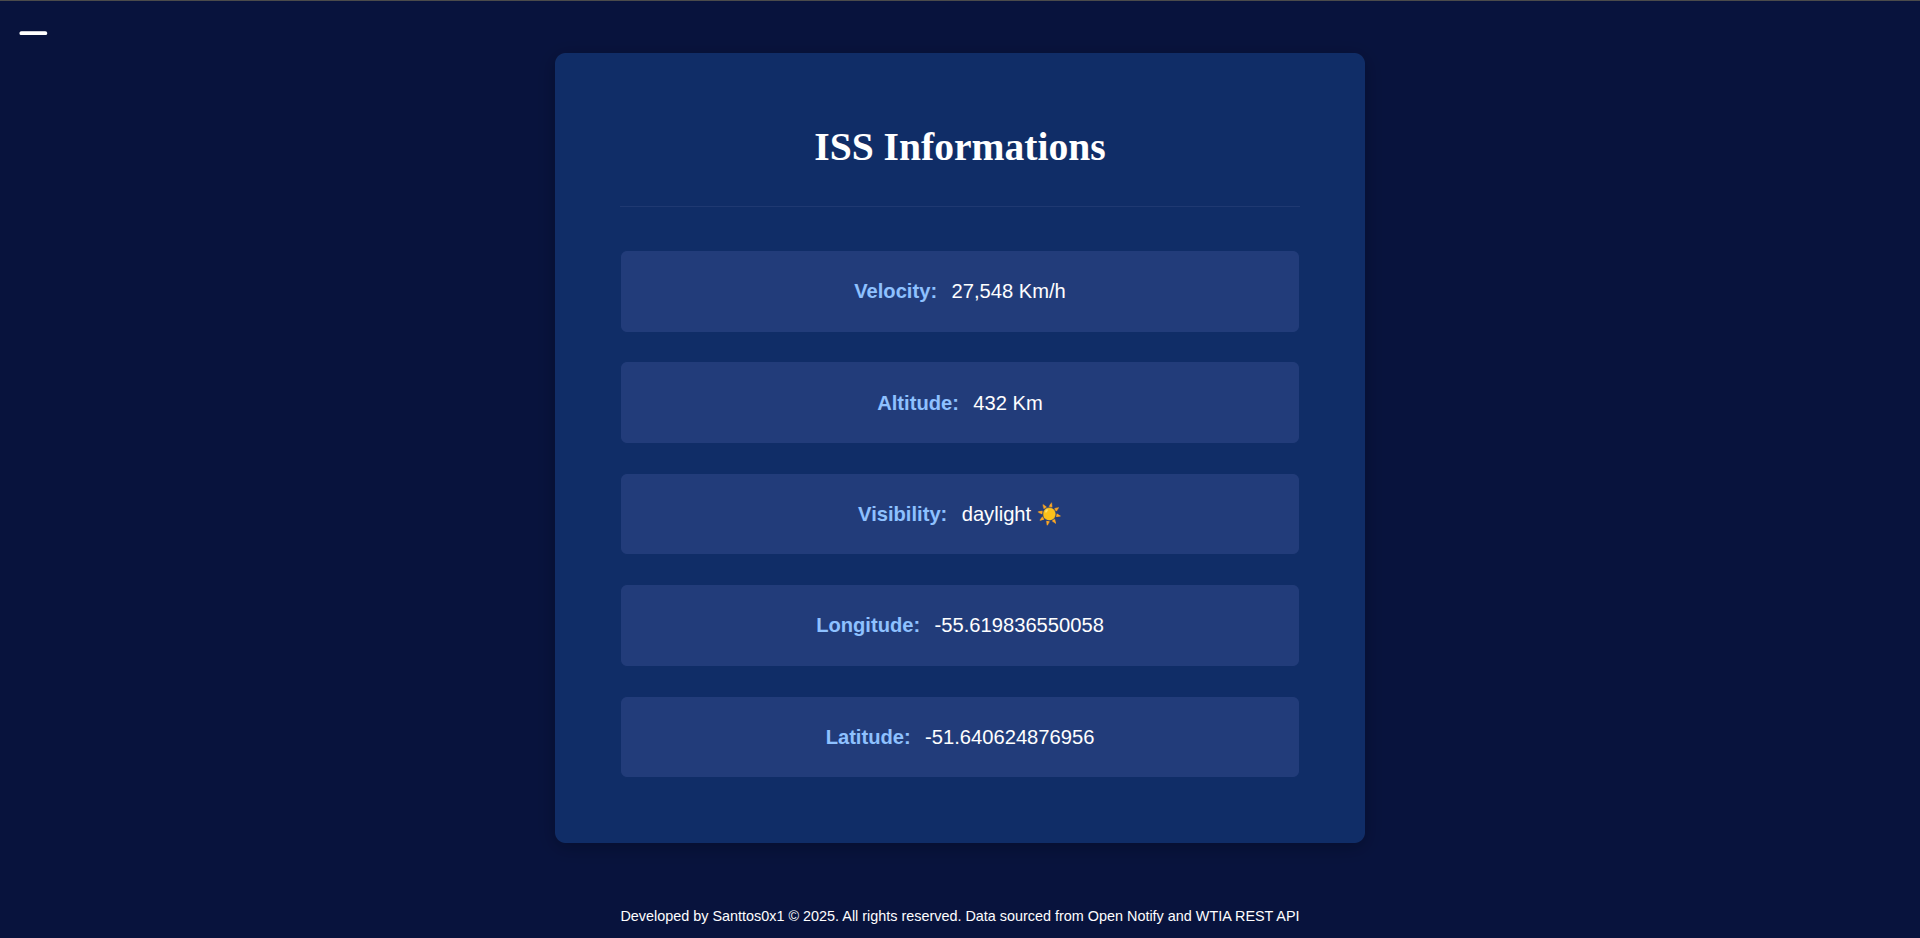 ISS Informations
Velocity: 27,548 Km/h
Altitude: 432 Km
Visibility: daylight ☀️
Longitude: -55.619836550058
Latitude: -51.640624876956
Developed by Santtos0x1 © 2025. All rights reserved. Data sourced from Open Notify and WTIA REST API